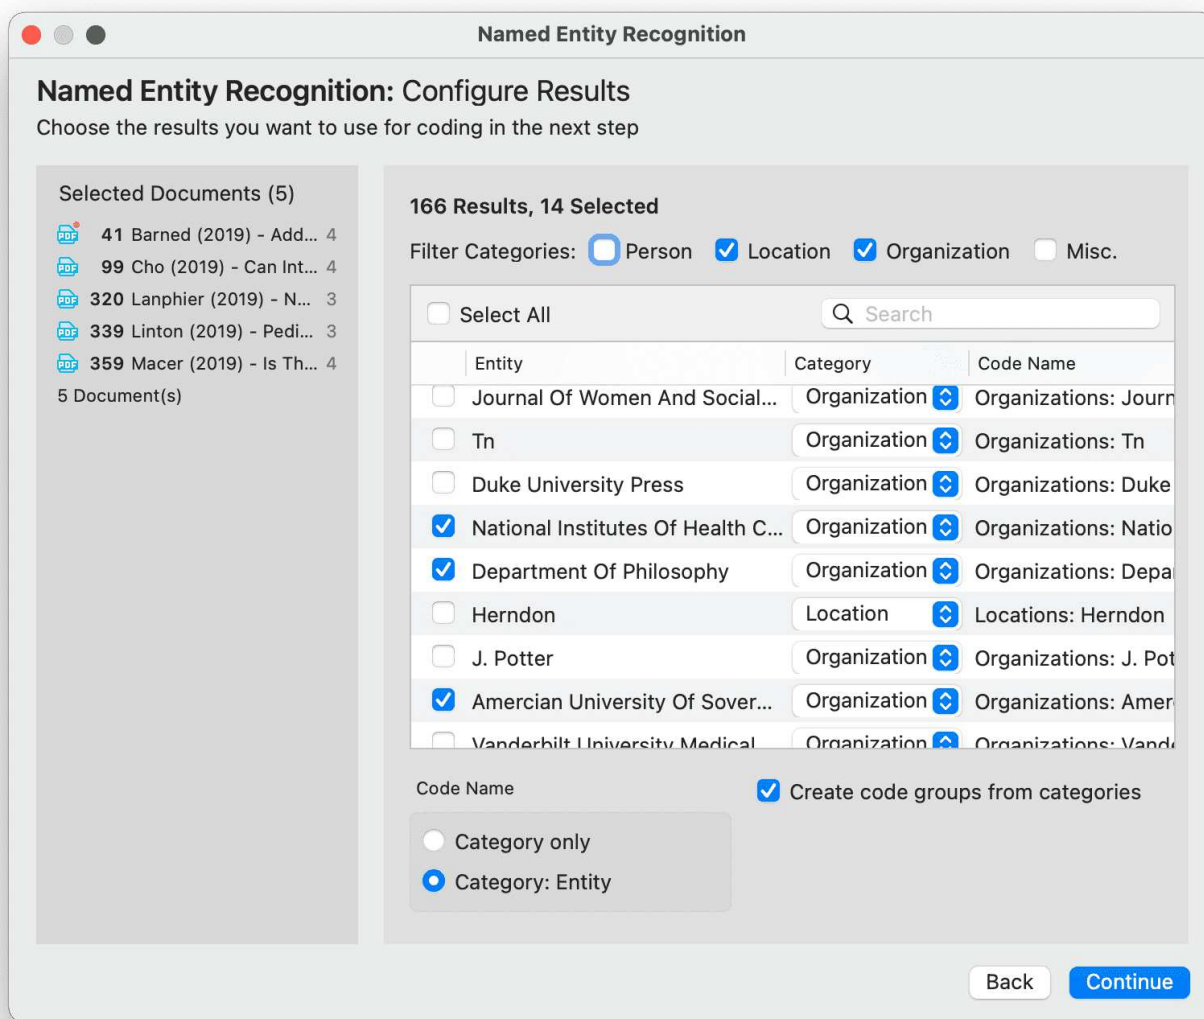 Named Entity Recognition
Named Entity Recognition: Configure Results
Choose the results you want to use for coding in the next step
Selected Documents (5)
41 Barned (2019) - Add... 4
99 Cho (2019) - Can Int... 4
320 Lanphier (2019) - N... 3
339 Linton (2019) - Pedi... 3
359 Macer (2019) - Is Th... 4
5 Document(s)
166 Results, 14 Selected
Filter Categories: Person Location Organization Misc.
Select All Search
Entity Category Code Name
Journal Of Women And Social... Organization Organizations: Journ
Tn Organization Organizations: Tn
Duke University Press Organization Organizations: Duke
National Institutes Of Health C... Organization Organizations: Natio
Department Of Philosophy Organization Organizations: Depa
Herndon Location Locations: Herndon
J. Potter Organization Organizations: J. Pot
Amercian University Of Sover... Organization Organizations: Amer
Vanderbilt University Medical Organization Organizations: Vande
Code Name
Create code groups from categories
Category only
Category: Entity
Back Continue